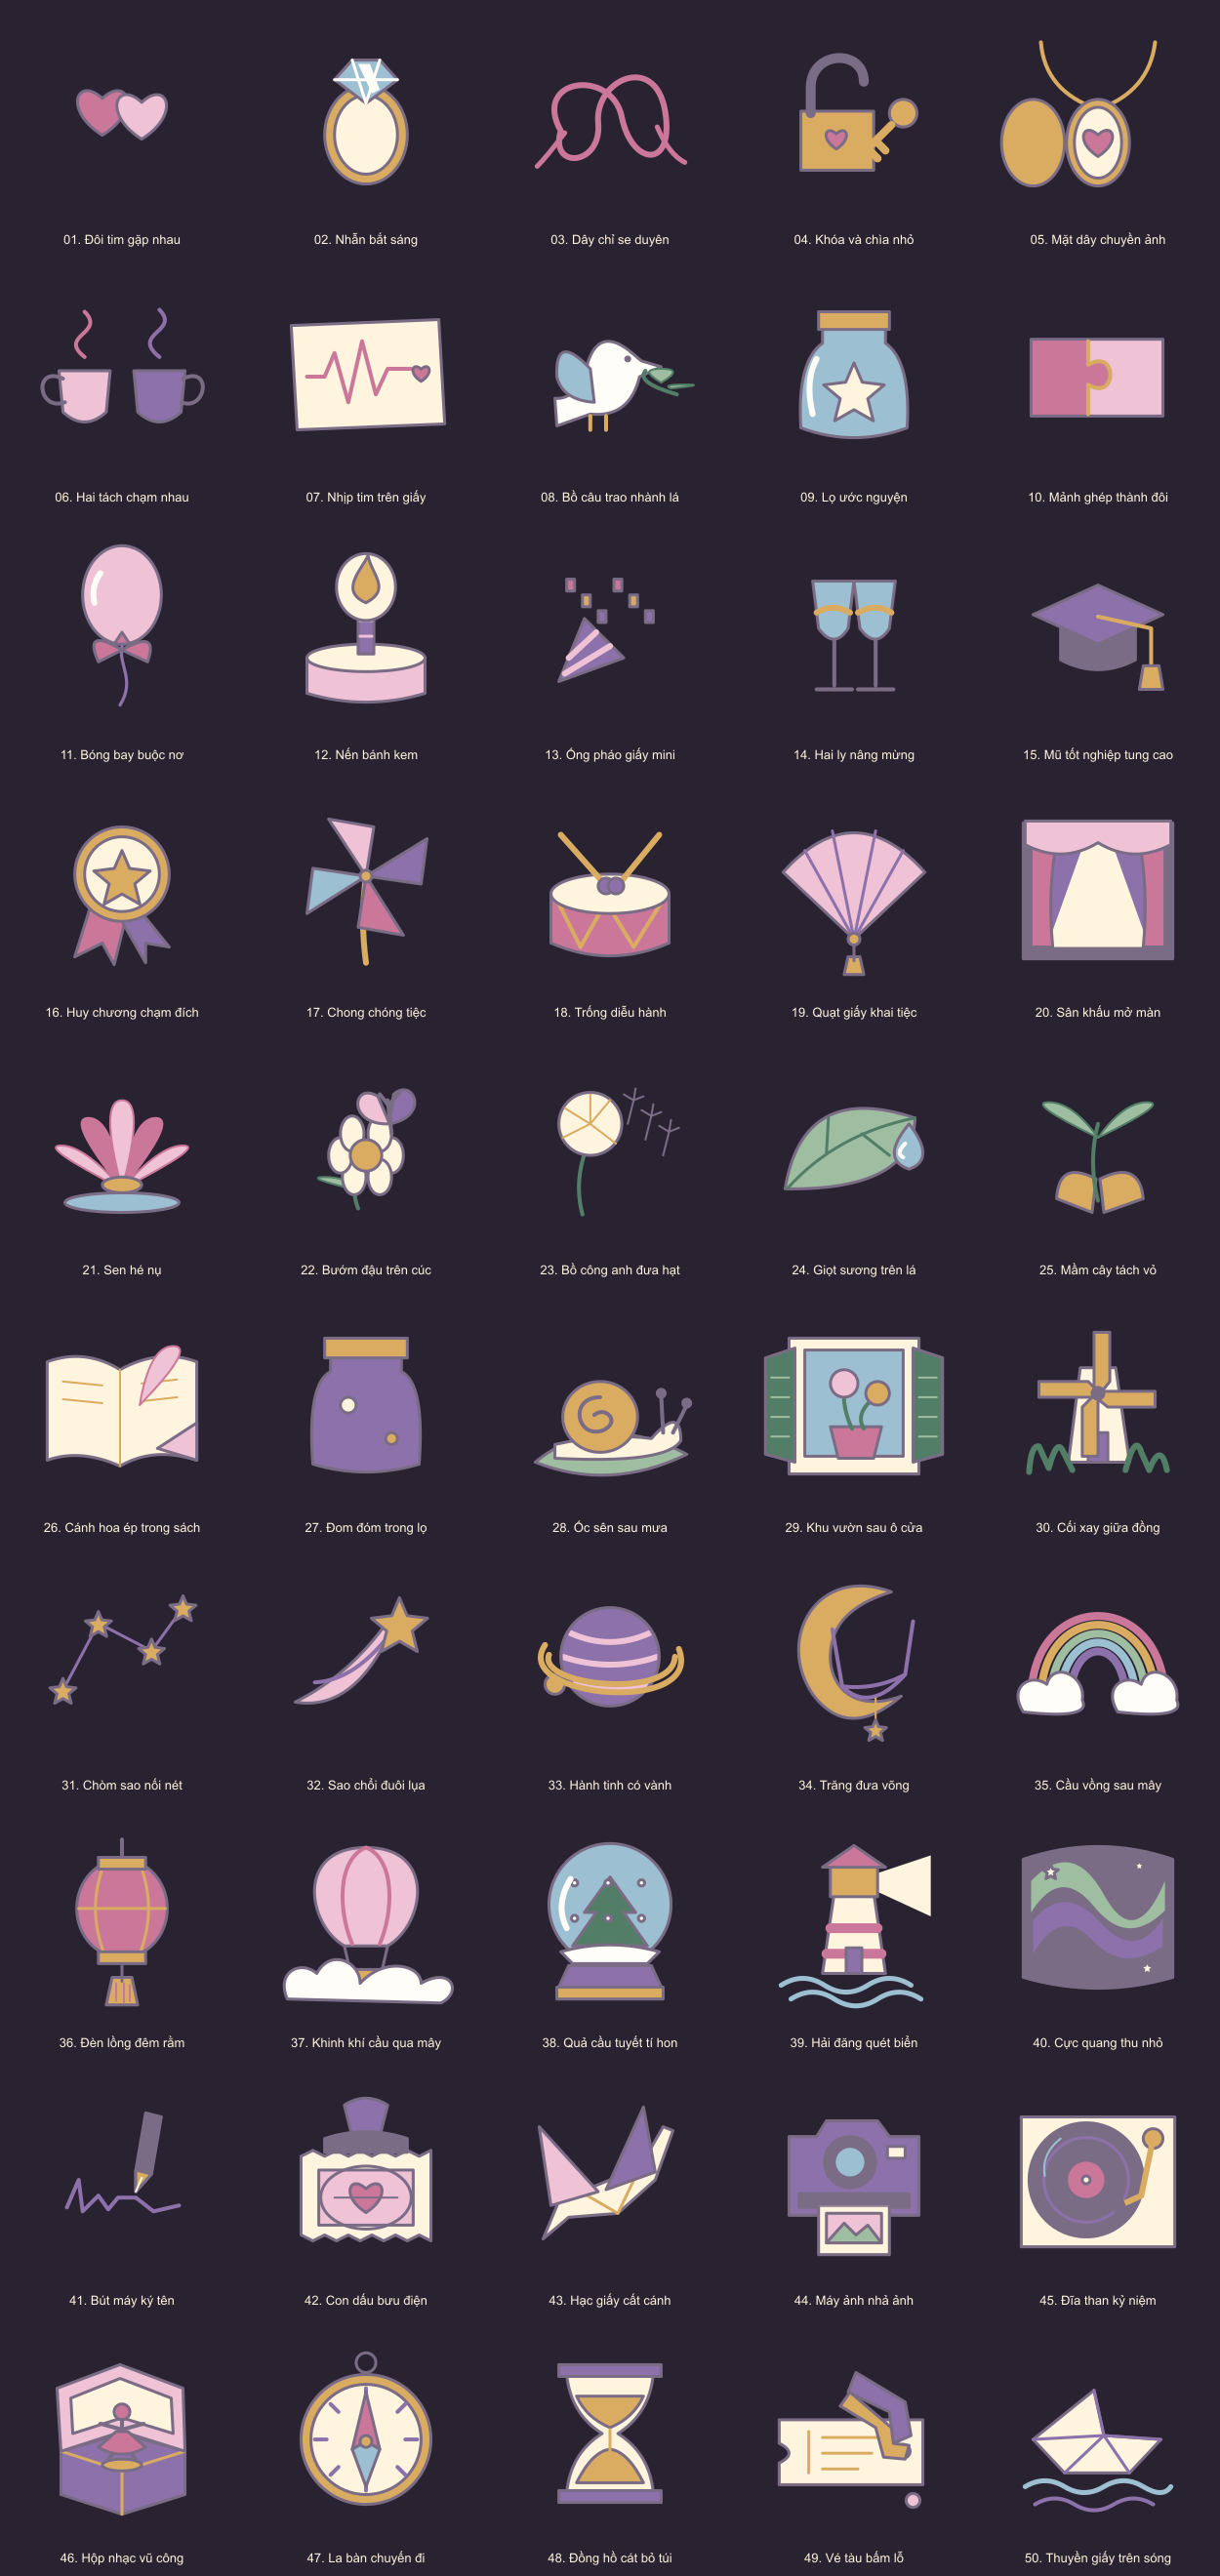 01. Đôi tim gặp nhau
02. Nhẫn bắt sáng
03. Dây chỉ se duyên
04. Khóa và chìa nhỏ
05. Mặt dây chuyền ảnh
06. Hai tách chạm nhau
07. Nhịp tim trên giấy
08. Bồ câu trao nhành lá
09. Lọ ước nguyện
10. Mảnh ghép thành đôi
11. Bóng bay buộc nơ
12. Nến bánh kem
13. Ống pháo giấy mini
14. Hai ly nâng mừng
15. Mũ tốt nghiệp tung cao
16. Huy chương chạm đích
17. Chong chóng tiệc
18. Trống diễu hành
19. Quạt giấy khai tiệc
20. Sân khấu mở màn
21. Sen hé nụ
22. Bướm đậu trên cúc
23. Bồ công anh đưa hạt
24. Giọt sương trên lá
25. Mầm cây tách vỏ
26. Cánh hoa ép trong sách
27. Đom đóm trong lọ
28. Ốc sên sau mưa
29. Khu vườn sau ô cửa
30. Cối xay giữa đồng
31. Chòm sao nối nét
32. Sao chổi đuôi lụa
33. Hành tinh có vành
34. Trăng đưa võng
35. Cầu vồng sau mây
36. Đèn lồng đêm rằm
37. Khinh khí cầu qua mây
38. Quả cầu tuyết tí hon
39. Hải đăng quét biển
40. Cực quang thu nhỏ
41. Bút máy ký tên
42. Con dấu bưu điện
43. Hạc giấy cất cánh
44. Máy ảnh nhả ảnh
45. Đĩa than kỷ niệm
46. Hộp nhạc vũ công
47. La bàn chuyến đi
48. Đồng hồ cát bỏ túi
49. Vé tàu bấm lỗ
50. Thuyền giấy trên sóng